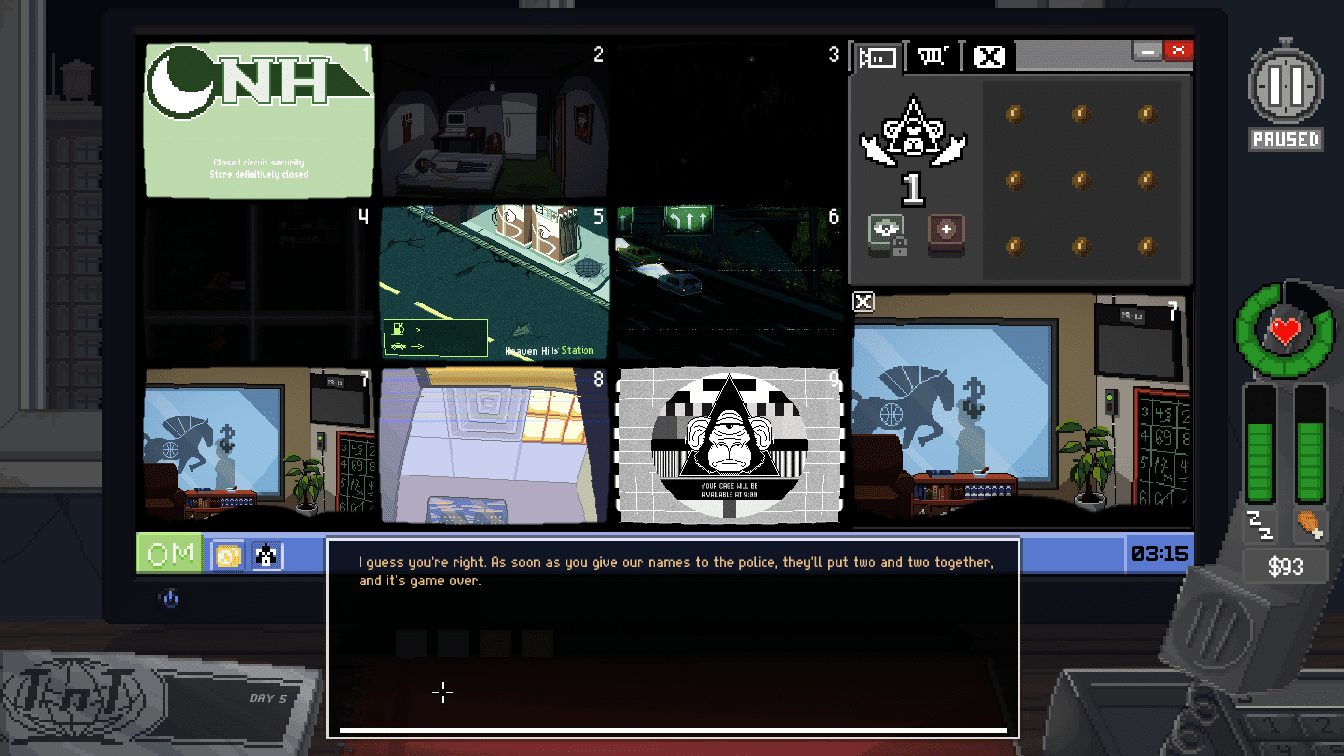 1
NH
Closed circuit security
Store definitively closed
2
3
4
5
Heaven Hills Station
6
7
8
9
YOUR CASE WILL BE
AVAILABLE AT 9:00
1
7
PAUSED
OM
03:15
$93
I guess you're right. As soon as you give our names to the police, they'll put two and two together,
and it's game over.
TnT
DAY 5